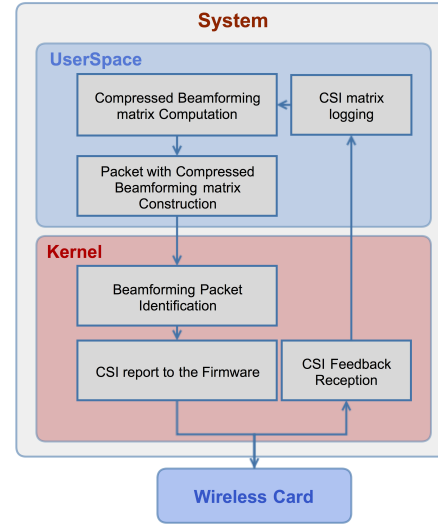 System
UserSpace
Compressed Beamforming
matrix Computation
CSI matrix
logging
Packet with Compressed
Beamforming matrix
Construction
Kernel
Beamforming Packet
Identification
CSI report to the Firmware
CSI Feedback
Reception
Wireless Card